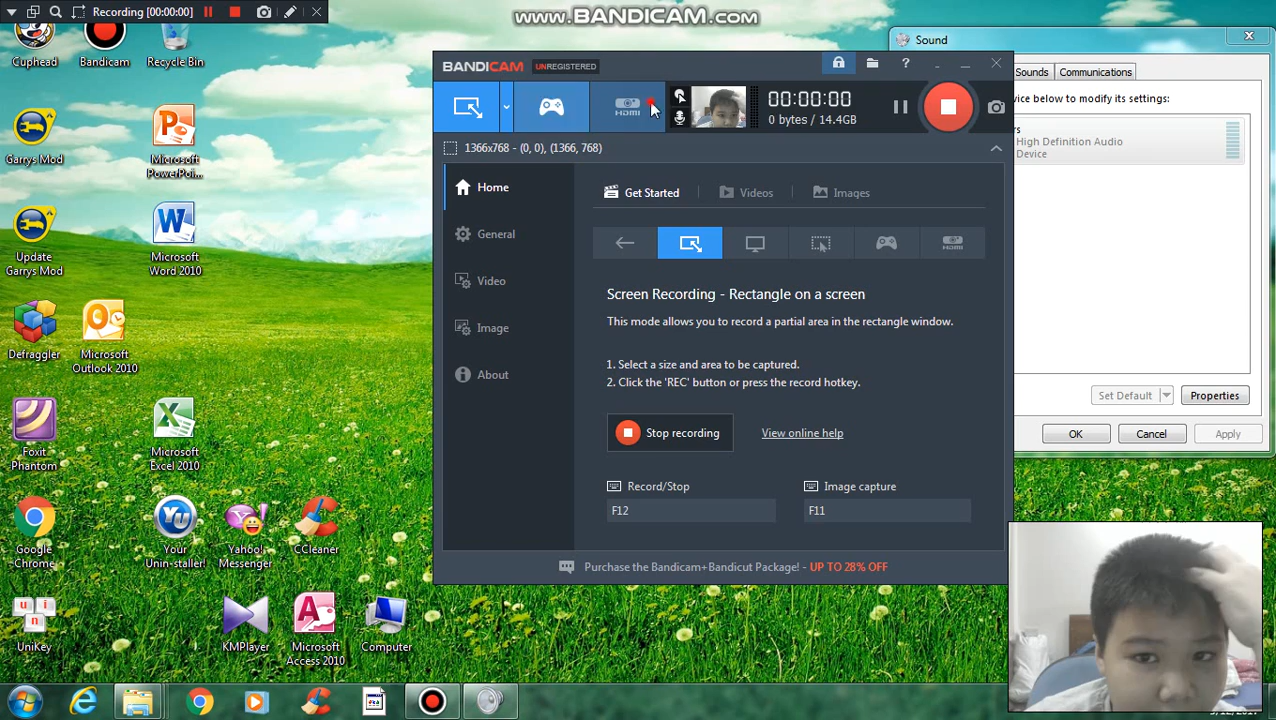 Recording [00:00:00]
www.BANDICAM.com
Cuphead
Bandicam
Recycle Bin
Garrys Mod
Microsoft PowerPoi...
Update Garrys Mod
Microsoft Word 2010
Defraggler
Microsoft Outlook 2010
Foxit Phantom
Microsoft Excel 2010
Google Chrome
Your Unin-staller!
Yahoo! Messenger
CCleaner
UniKey
KMPlayer
Microsoft Access 2010
Computer
BANDICAM UNREGISTERED
HDMI
00:00:00
0 bytes / 14.4GB
1366x768 - (0, 0), (1366, 768)
Home
General
Video
Image
About
Get Started
Videos
Images
HDMI
Screen Recording - Rectangle on a screen
This mode allows you to record a partial area in the rectangle window.
1. Select a size and area to be captured.
2. Click the 'REC' button or press the record hotkey.
Stop recording
View online help
Record/Stop
Image capture
F12
F11
Purchase the Bandicam+Bandicut Package! - UP TO 28% OFF
Sound
Sounds
Communications
below to modify its settings:
High Definition Audio
Device
Set Default
Properties
OK
Cancel
Apply